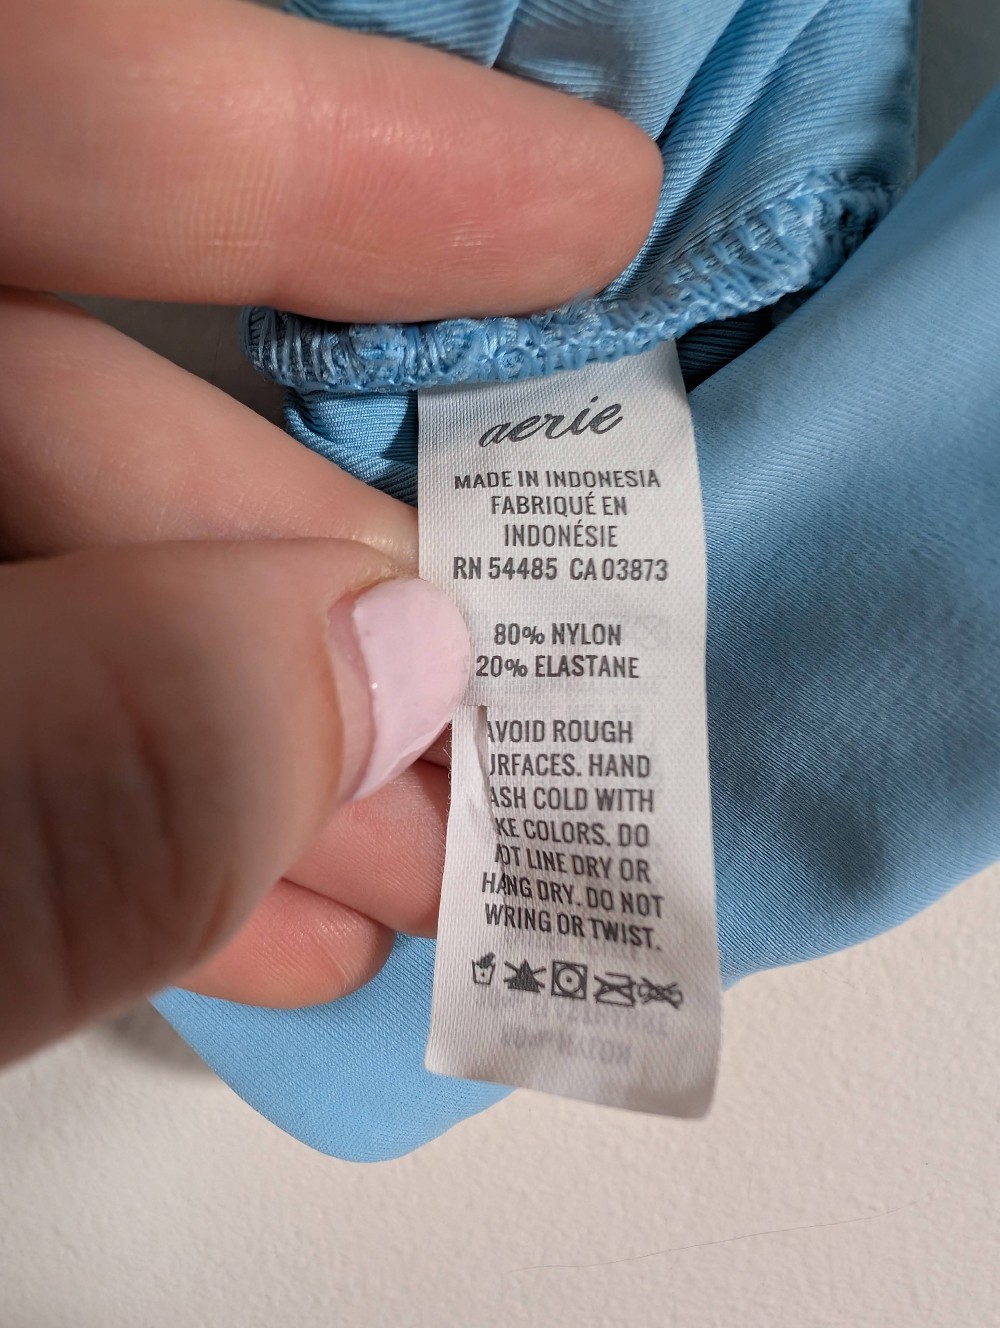 aerie
MADE IN INDONESIA
FABRIQUÉ EN
INDONÉSIE
RN 54485 CA 03873
80% NYLON
20% ELASTANE
AVOID ROUGH
URFACES. HAND
ASH COLD WITH
KE COLORS. DO
OT LINE DRY OR
HANG DRY. DO NOT
WRING OR TWIST.